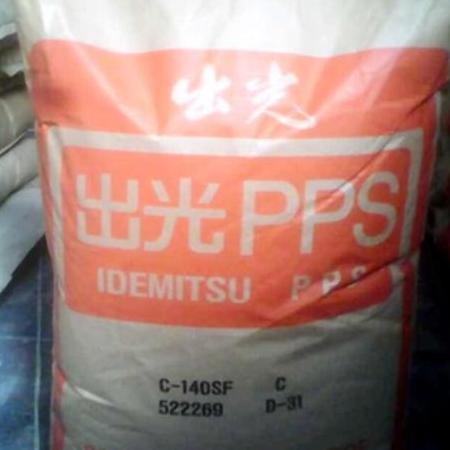 出光
出光PPS
IDEMITSU PPS
C-140SF C
522269 D-31